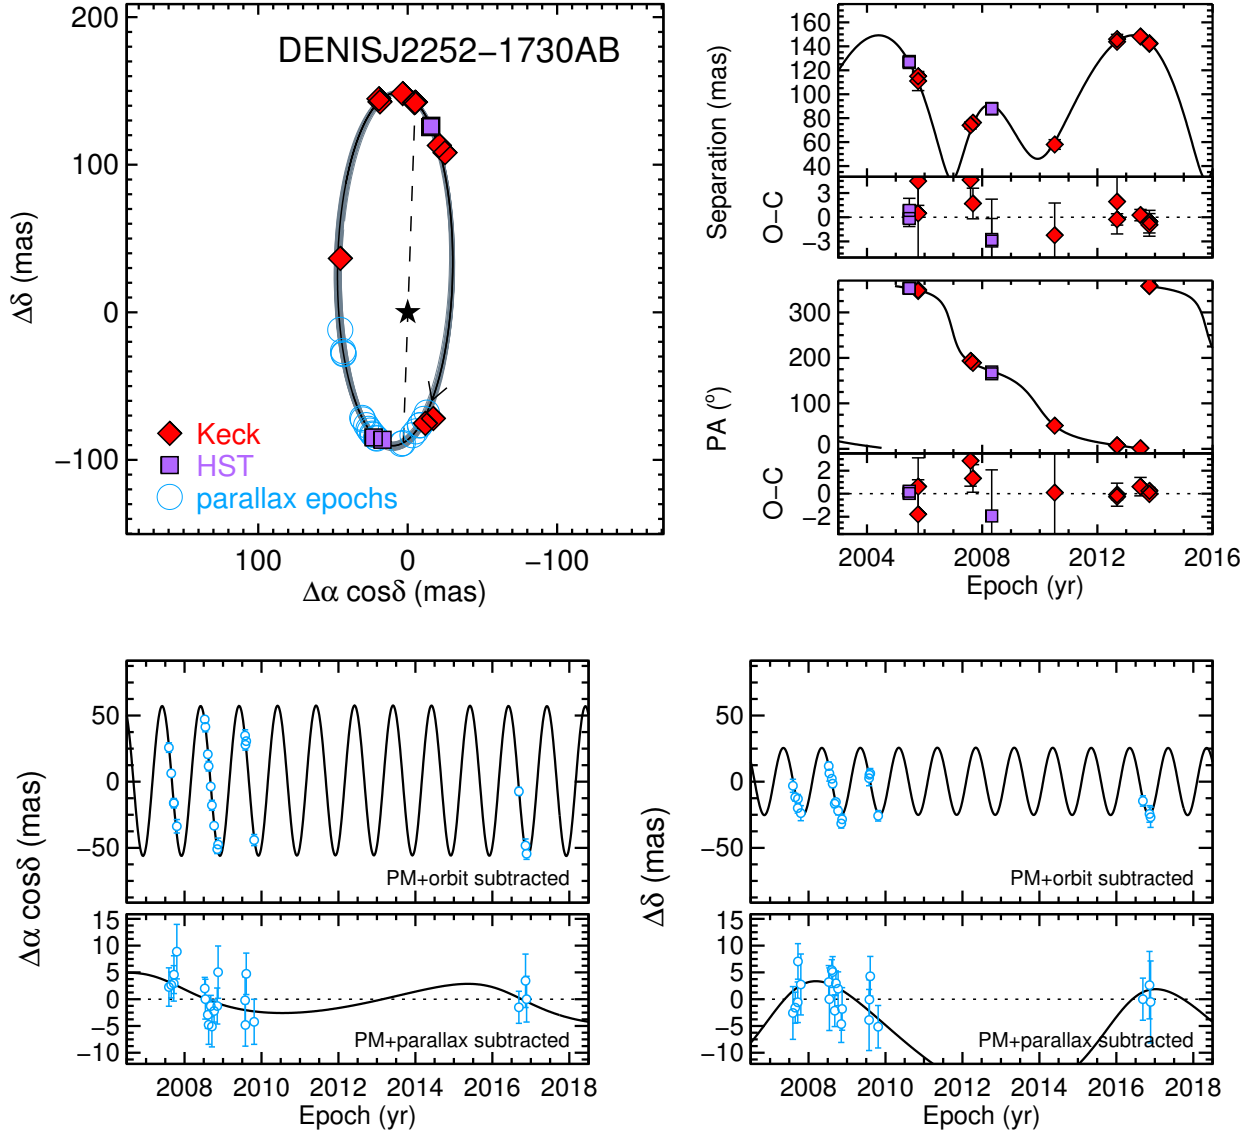 DENISJ2252−1730AB
200
100
0
−100
Δδ (mas)
Keck
HST
parallax epochs
100 0 −100
Δα cosδ (mas)
160
140
120
100
80
60
40
Separation (mas)
3
0
−3
O−C
300
200
100
0
PA (°)
2
0
−2
O−C
2004 2008 2012 2016
Epoch (yr)
50
0
−50
PM+orbit subtracted
Δα cosδ (mas)
15
10
5
0
−5
−10
PM+parallax subtracted
2008 2010 2012 2014 2016 2018
Epoch (yr)
50
0
−50
PM+orbit subtracted
Δδ (mas)
15
10
5
0
−5
−10
PM+parallax subtracted
2008 2010 2012 2014 2016 2018
Epoch (yr)